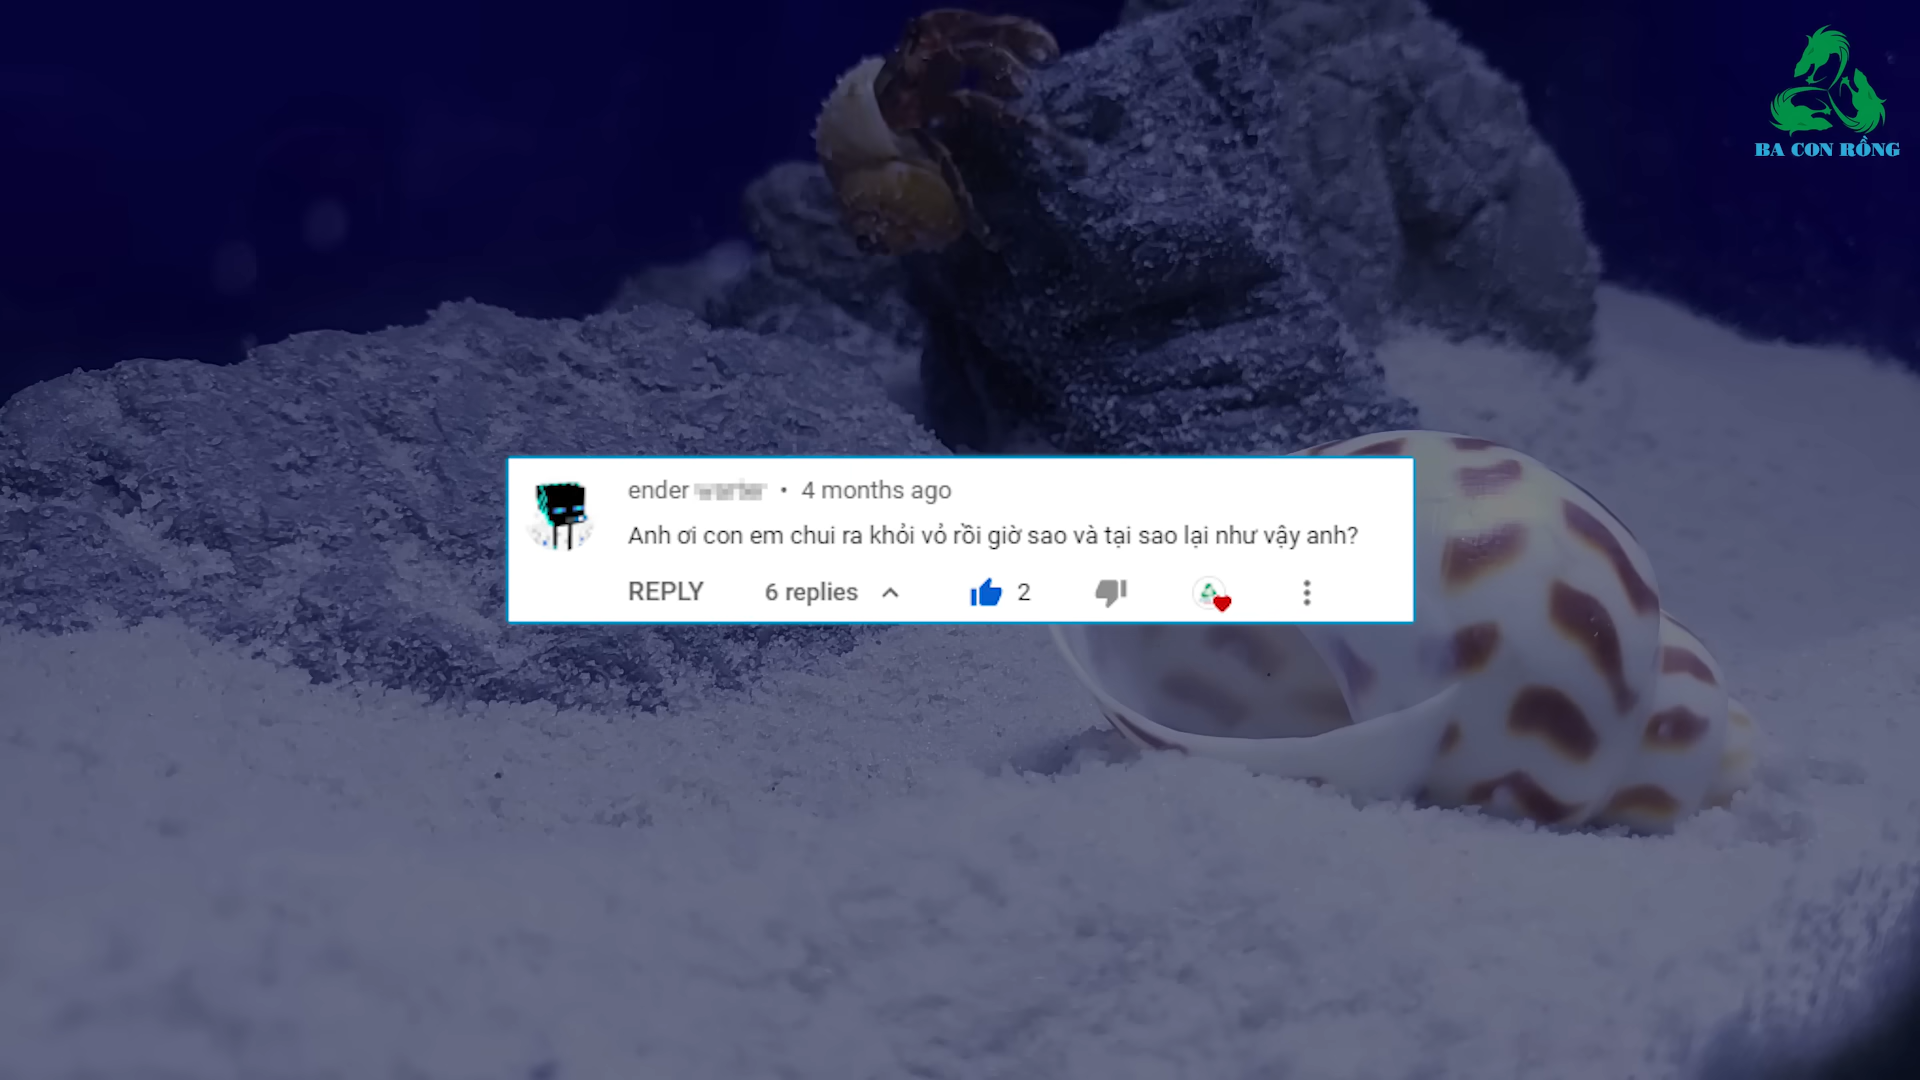 BA CON RỒNG
ender • 4 months ago
Anh ơi con em chui ra khỏi vỏ rồi giờ sao và tại sao lại như vậy anh?
REPLY 6 replies 2